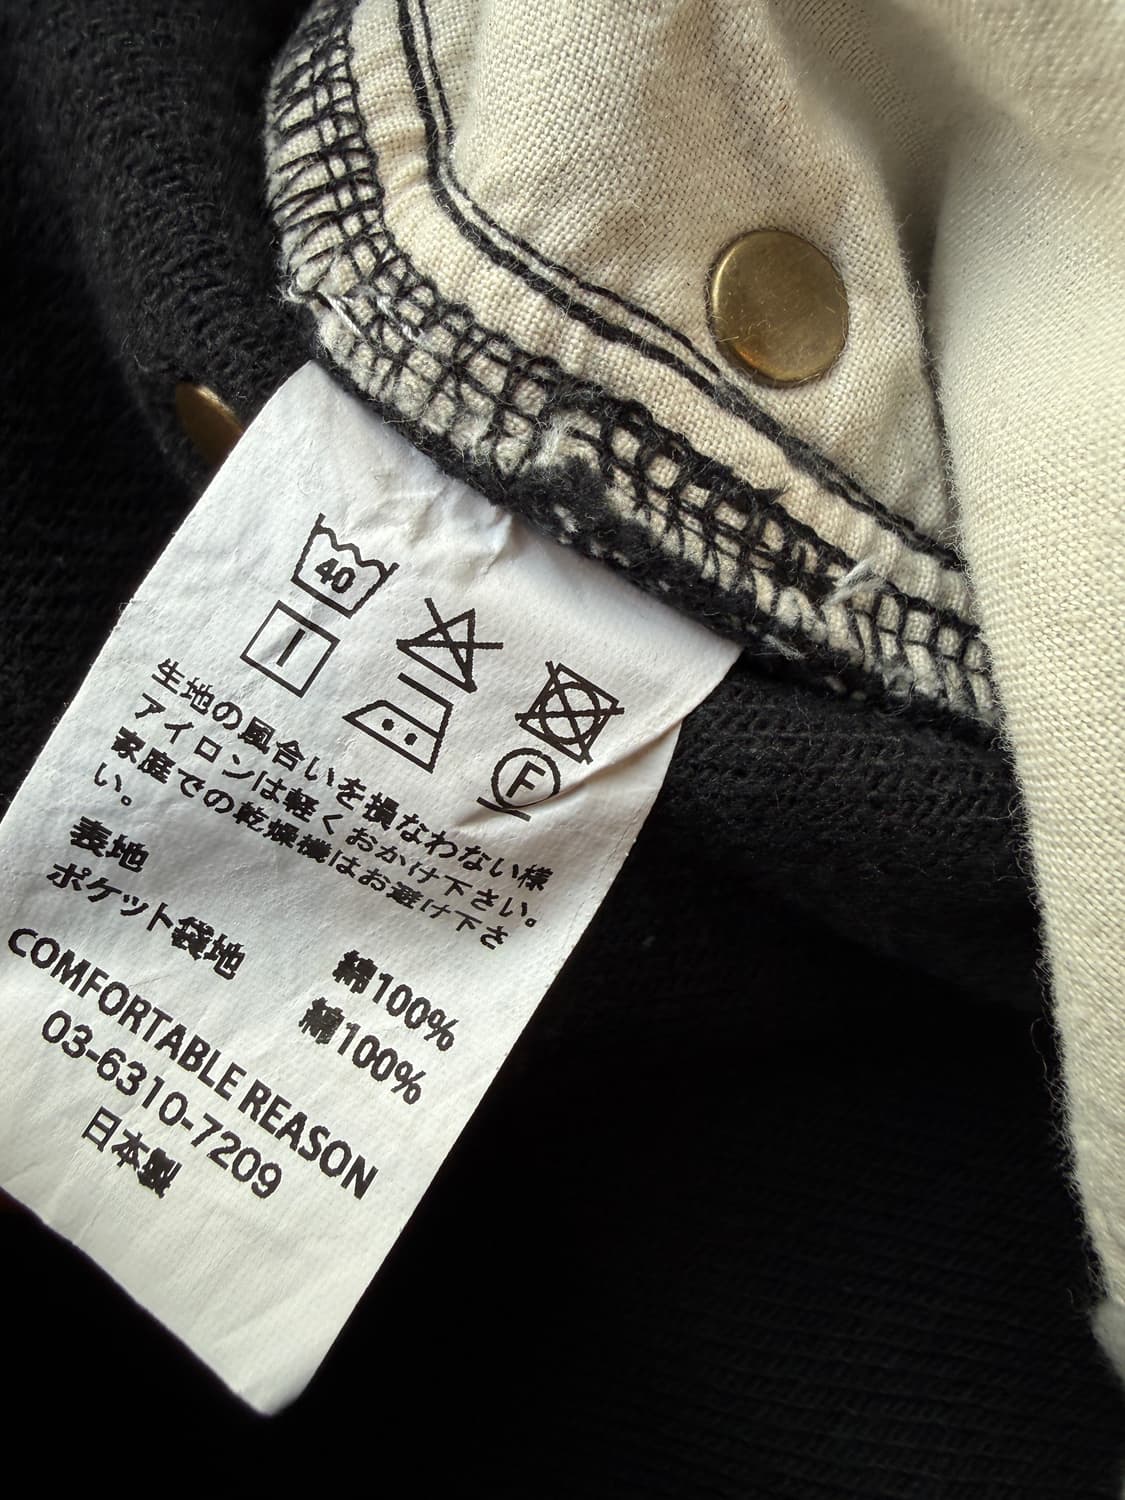 40
F
生地の風合いを損なわない様
アイロンは軽くおかけ下さい。
家庭での乾燥機はお避け下さ
い。
表地 綿100%
ポケット袋地 綿100%
COMFORTABLE REASON
03-6310-7209
日本製